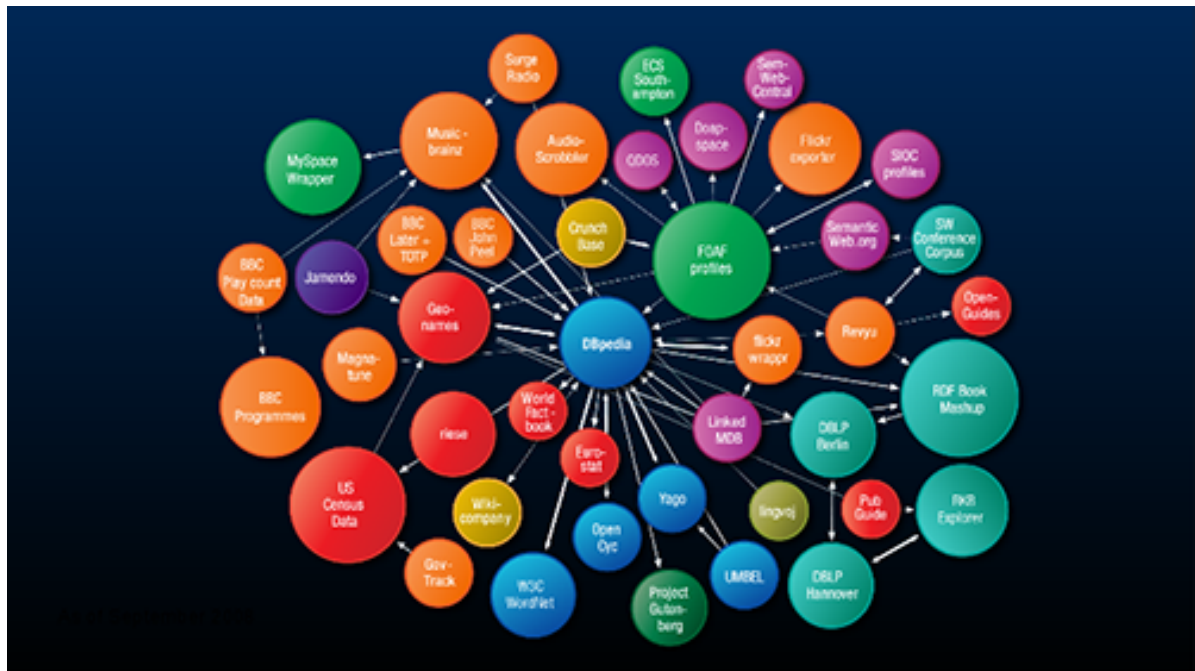 Surge
Radio
ECS
South-
ampton
Sem-
Web-
Central
Music-
brainz
Audio-
Scrobbler
QDOS
Doap-
space
Flickr
exporter
SIOC
profiles
MySpace
Wrapper
BBC
Later +
TOTP
BBC
John
Peel
Crunch
Base
FOAF
profiles
Semantic
Web.org
SW
Conference
Corpus
BBC
Play count
Data
Jamendo
Geo-
names
DBpedia
flickr
wrappr
Revyu
Open-
Guides
Magna-
tune
BBC
Programmes
riese
World
Fact-
book
Linked
MDB
DBLP
Berlin
RDF Book
Mashup
US
Census
Data
Euro-
stat
Wiki-
company
Open
Cyc
Yago
lingvoj
Pub
Guide
RKB
Explorer
Gov-
Track
W3C
WordNet
Project
Guten-
berg
UMBEL
DBLP
Hannover
As of September